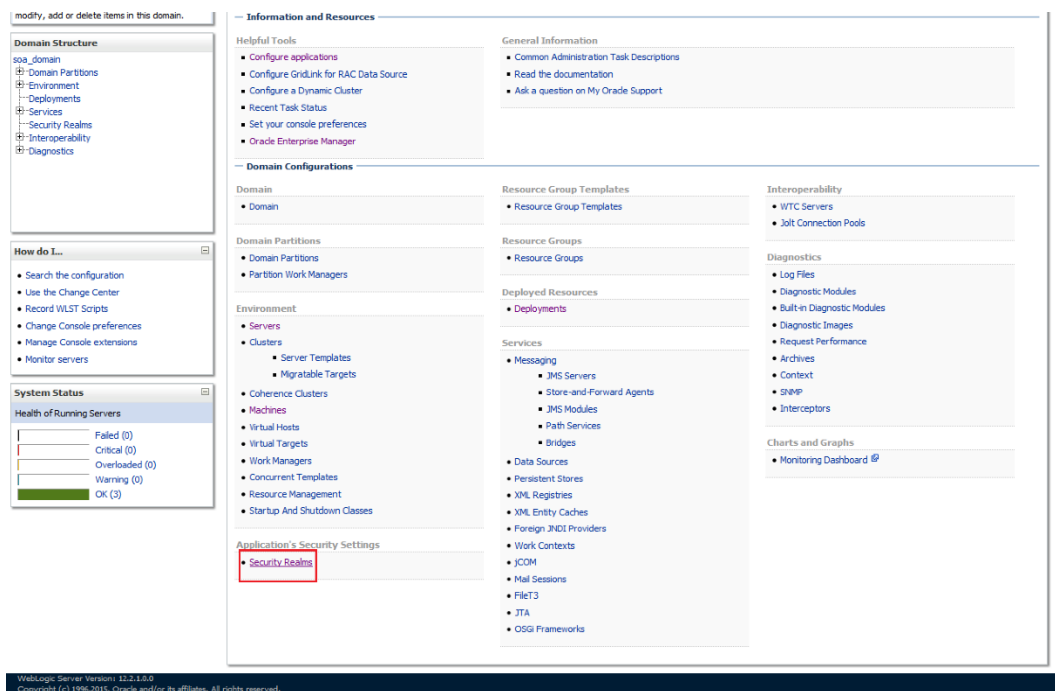 modify, add or delete items in this domain.
Domain Structure
soa_domain
Domain Partitions
Environment
Deployments
Services
Security Realms
Interoperability
Diagnostics
How do I...
Search the configuration
Use the Change Center
Record WLST Scripts
Change Console preferences
Manage Console extensions
Monitor servers
System Status
Health of Running Servers
Failed (0)
Critical (0)
Overloaded (0)
Warning (0)
OK (3)
Information and Resources
Helpful Tools
Configure applications
Configure GridLink for RAC Data Source
Configure a Dynamic Cluster
Recent Task Status
Set your console preferences
Oracle Enterprise Manager
General Information
Common Administration Task Descriptions
Read the documentation
Ask a question on My Oracle Support
Domain Configurations
Domain
Domain
Domain Partitions
Domain Partitions
Partition Work Managers
Environment
Servers
Clusters
Server Templates
Migratable Targets
Coherence Clusters
Machines
Virtual Hosts
Virtual Targets
Work Managers
Concurrent Templates
Resource Management
Startup And Shutdown Classes
Application's Security Settings
Security Realms
Resource Group Templates
Resource Group Templates
Resource Groups
Resource Groups
Deployed Resources
Deployments
Services
Messaging
JMS Servers
Store-and-Forward Agents
JMS Modules
Path Services
Bridges
Data Sources
Persistent Stores
XML Registries
XML Entity Caches
Foreign JNDI Providers
Work Contexts
jCOM
Mail Sessions
FileT3
JTA
OSGi Frameworks
Interoperability
WTC Servers
Jolt Connection Pools
Diagnostics
Log Files
Diagnostic Modules
Built-in Diagnostic Modules
Diagnostic Images
Request Performance
Archives
Context
SNMP
Interceptors
Charts and Graphs
Monitoring Dashboard
WebLogic Server Version: 12.2.1.0.0
Copyright (c) 1996,2015, Oracle and/or its affiliates. All rights reserved.